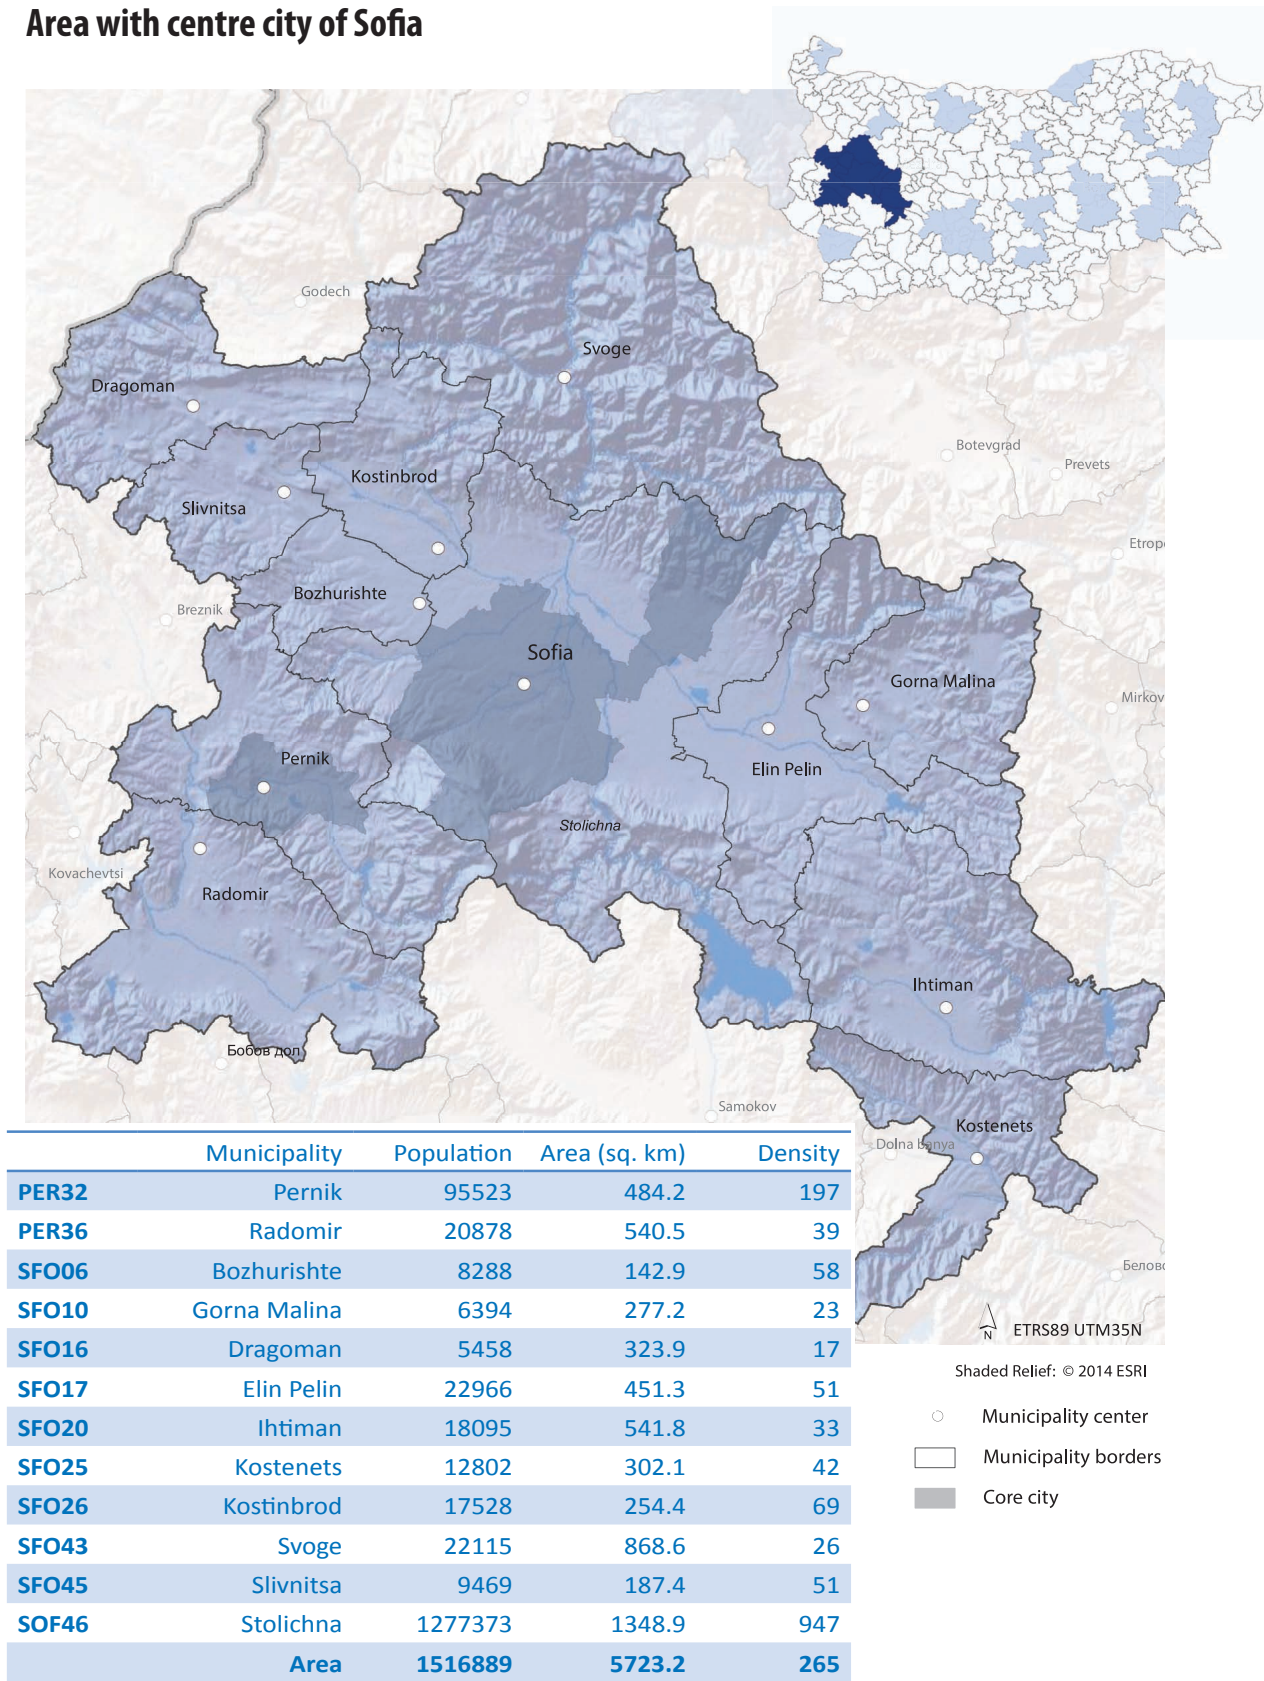 Area with centre city of Sofia
Godech
Svoge
Dragoman
Botevgrad
Prevets
Kostinbrod
Slivnitsa
Etrop
Bozhurishte
Breznik
Sofia
Gorna Malina
Mirkov
Pernik
Elin Pelin
Stolichna
Kovachevtsi
Radomir
Ihtiman
Бобов дол
Samokov
Kostenets
Dolna banya
Белово
ETRS89 UTM35N
N
Shaded Relief: © 2014 ESRI
Municipality center
Municipality borders
Core city
Municipality Population Area (sq. km) Density
PER32 Pernik 95523 484.2 197
PER36 Radomir 20878 540.5 39
SFO06 Bozhurishte 8288 142.9 58
SFO10 Gorna Malina 6394 277.2 23
SFO16 Dragoman 5458 323.9 17
SFO17 Elin Pelin 22966 451.3 51
SFO20 Ihtiman 18095 541.8 33
SFO25 Kostenets 12802 302.1 42
SFO26 Kostinbrod 17528 254.4 69
SFO43 Svoge 22115 868.6 26
SFO45 Slivnitsa 9469 187.4 51
SOF46 Stolichna 1277373 1348.9 947
Area 1516889 5723.2 265